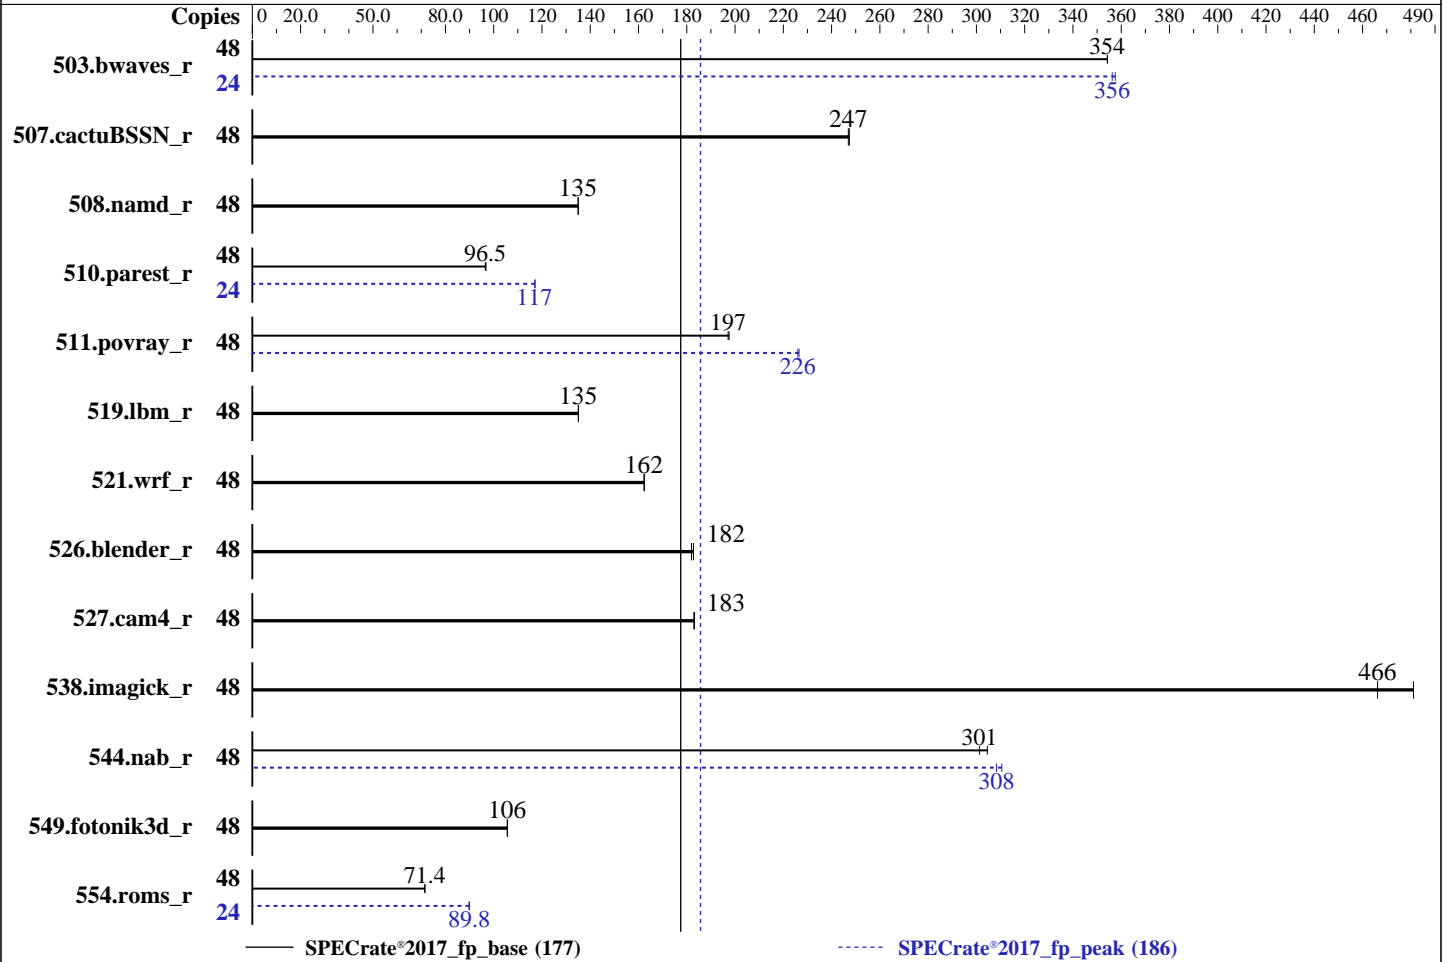 Copies 0 20.0 50.0 80.0 100 120 140 160 180 200 220 240 260 280 300 320 340 360 380 400 420 440 460 490
503.bwaves_r 48 354
24 356
507.cactuBSSN_r 48 247
508.namd_r 48 135
510.parest_r 48 96.5
24 117
511.povray_r 48 197
226
519.lbm_r 48 135
521.wrf_r 48 162
526.blender_r 48 182
527.cam4_r 48 183
538.imagick_r 48 466
544.nab_r 48 301
308
549.fotonik3d_r 48 106
554.roms_r 48 71.4
24 89.8
SPECrate®2017_fp_base (177) SPECrate®2017_fp_peak (186)